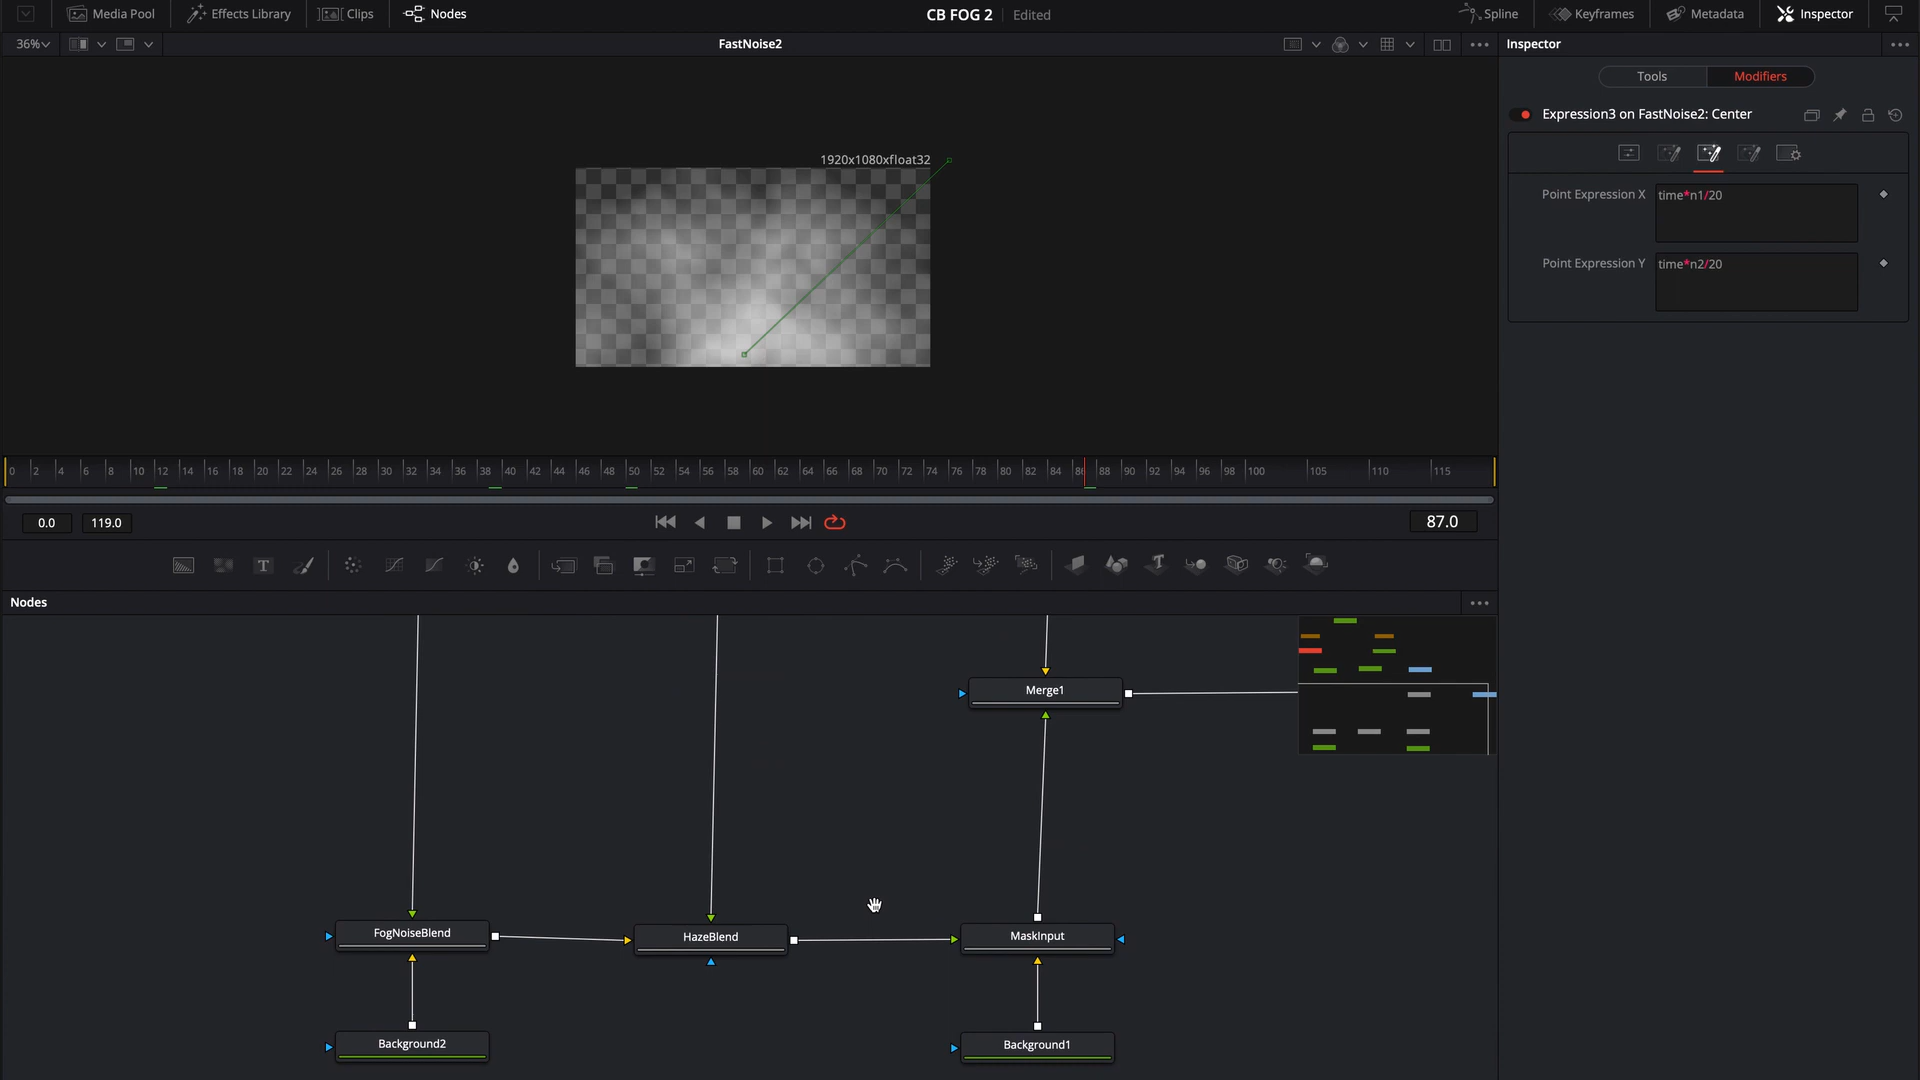 Media Pool
Effects Library
Clips
Nodes
CB FOG 2
Edited
Spline
Keyframes
Metadata
Inspector
36%
FastNoise2
Inspector
Tools
Modifiers
Expression3 on FastNoise2: Center
1920x1080xfloat32
Point Expression X
time*n1/20
Point Expression Y
time*n2/20
0 2 4 6 8 10 12 14 16 18 20 22 24 26 28 30 32 34 36 38 40 42 44 46 48 50 52 54 56 58 60 62 64 66 68 70 72 74 76 78 80 82 84 86 88 90 92 94 96 98 100 105 110 115
0.0
119.0
87.0
T
Nodes
Merge1
FogNoiseBlend
HazeBlend
MaskInput
Background2
Background1